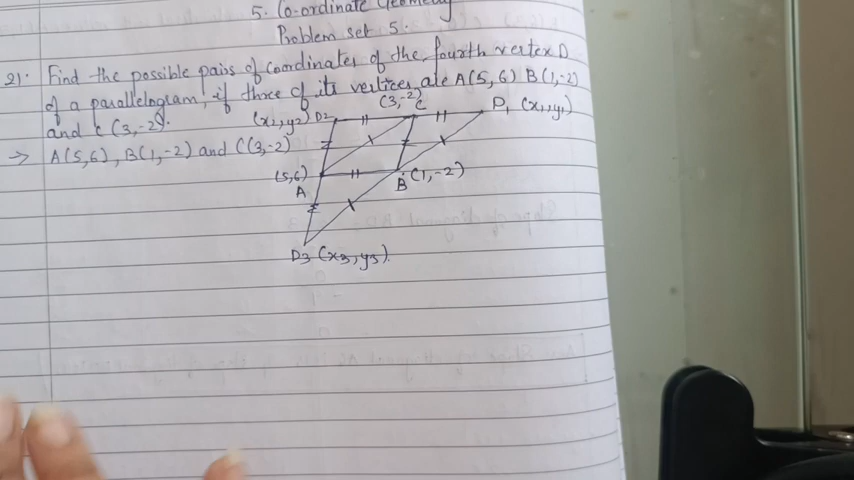 5. Co-ordinate Geometry
Problem set 5.
21. Find the possible pairs of coordinates of the fourth vertex D
of a parallelogram, if three of its vertices are A(5,6) B(1,-2)
and C(3,-2).
→ A(5,6), B(1,-2) and C(3,-2)
(3,-2)
C
(x2,y2) D2
D1 (x1,y1)
(5,6)
A
B (1,-2)
D3 (x3,y3).